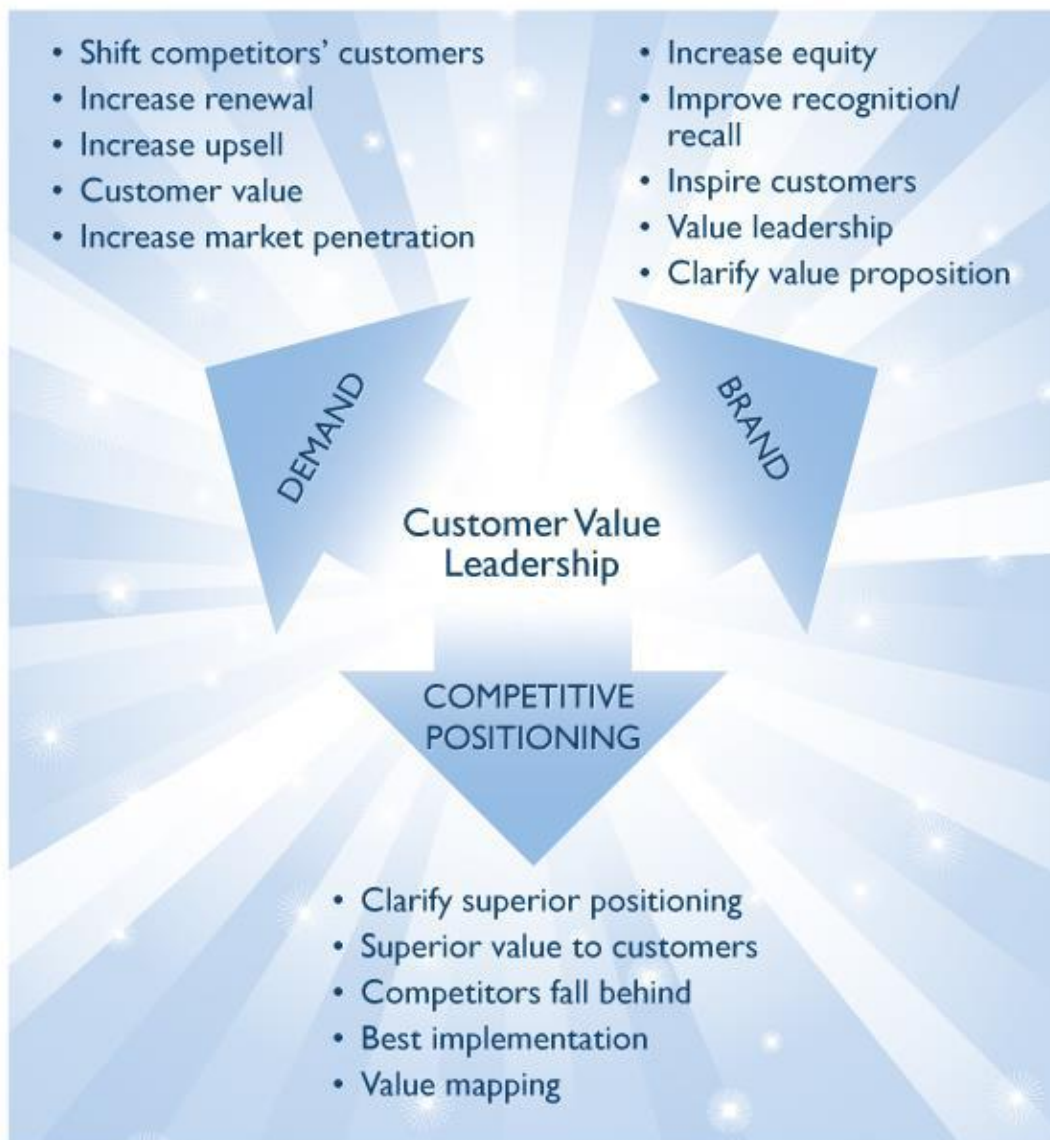 • Shift competitors’ customers
• Increase renewal
• Increase upsell
• Customer value
• Increase market penetration
• Increase equity
• Improve recognition/
recall
• Inspire customers
• Value leadership
• Clarify value proposition
DEMAND
BRAND
Customer Value
Leadership
COMPETITIVE
POSITIONING
• Clarify superior positioning
• Superior value to customers
• Competitors fall behind
• Best implementation
• Value mapping